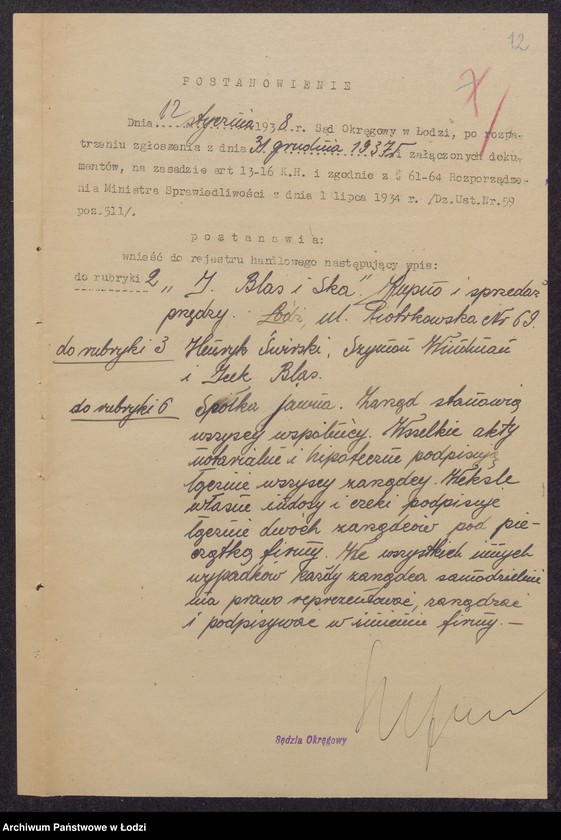 12
POSTANOWIENIE
Dnia 12 stycznia 1938 r. Sąd Okręgowy w Łodzi, po rozpa-
trzeniu zgłoszenia z dnia 31 grudnia 1937 i załączonych doku-
mentów, na zasadzie art 13-16 K.H. i zgodnie z § 61-64 Rozporządze-
nia Ministra Sprawiedliwości z dnia 1 lipca 1934 r. /Dz.Ust.Nr.59
poz.511/.
postanawia:
wnieść do rejestru handlowego następujący wpis:
do rubryki 2 „I. Blas i Ska”. Kupno i sprzedaż
przędzy. Łódź, ul. Piotrkowska Nr 69.
do rubryki 3 Henryk Świrski, Szymon Windman
i Icek Blas.
do rubryki 6 Spółka jawna. Zarząd stanowią
wszyscy wspólnicy. Wszelkie akty
notarialne i hipoteczne podpisują
łącznie wszyscy zarządcy. Weksle
własne indosy i czeki podpisuje
łącznie dwóch zarządców pod pie-
czątką firmy. We wszystkich innych
wypadkach każdy zarządca samodzielnie
ma prawo reprezentować, zarządzać
i podpisywać w imieniu firmy.—
Sędzia Okręgowy
Archiwum Państwowe w Łodzi